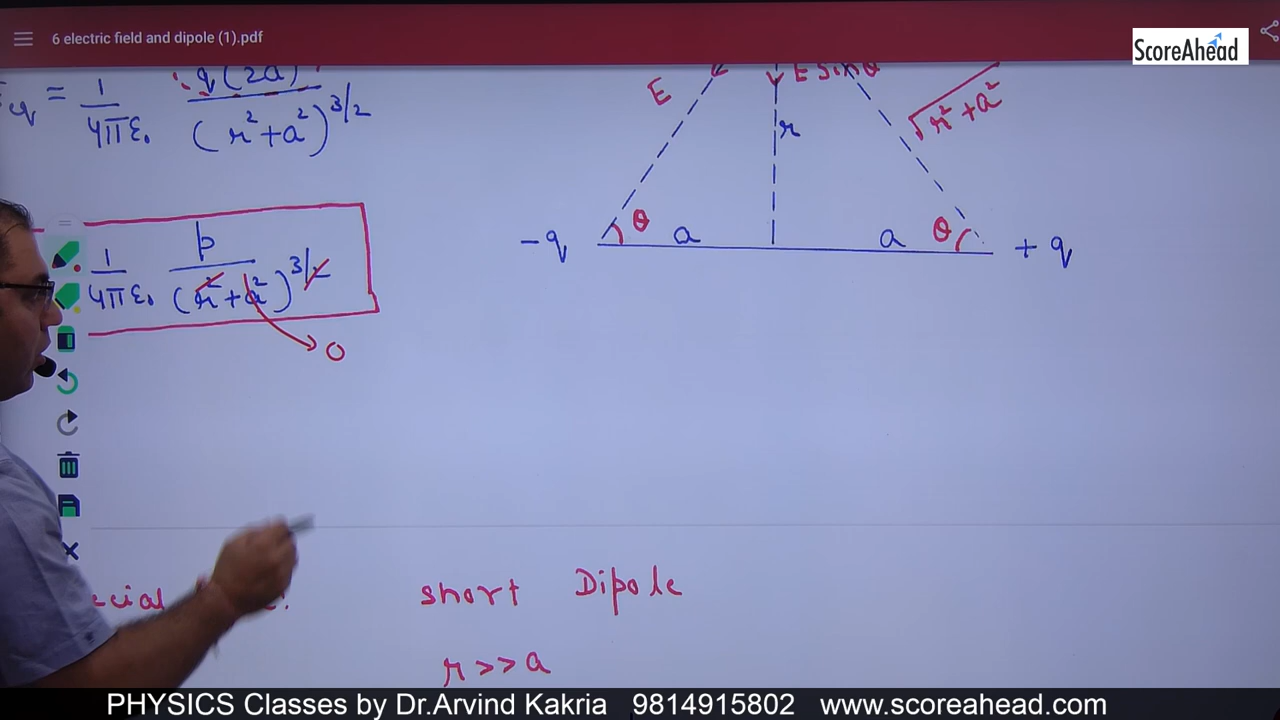 6 electric field and dipole (1).pdf
ScoreAhead
q = 1/4πε₀ q(2a)/(r²+a²)^3/2
E
E Sinθ
√r²+a²
r
1/4πε₀ p/(r²+a²)^3/2
0
-q θ a a θ +q
short Dipole
r>>a
PHYSICS Classes by Dr.Arvind Kakria 9814915802 www.scoreahead.com